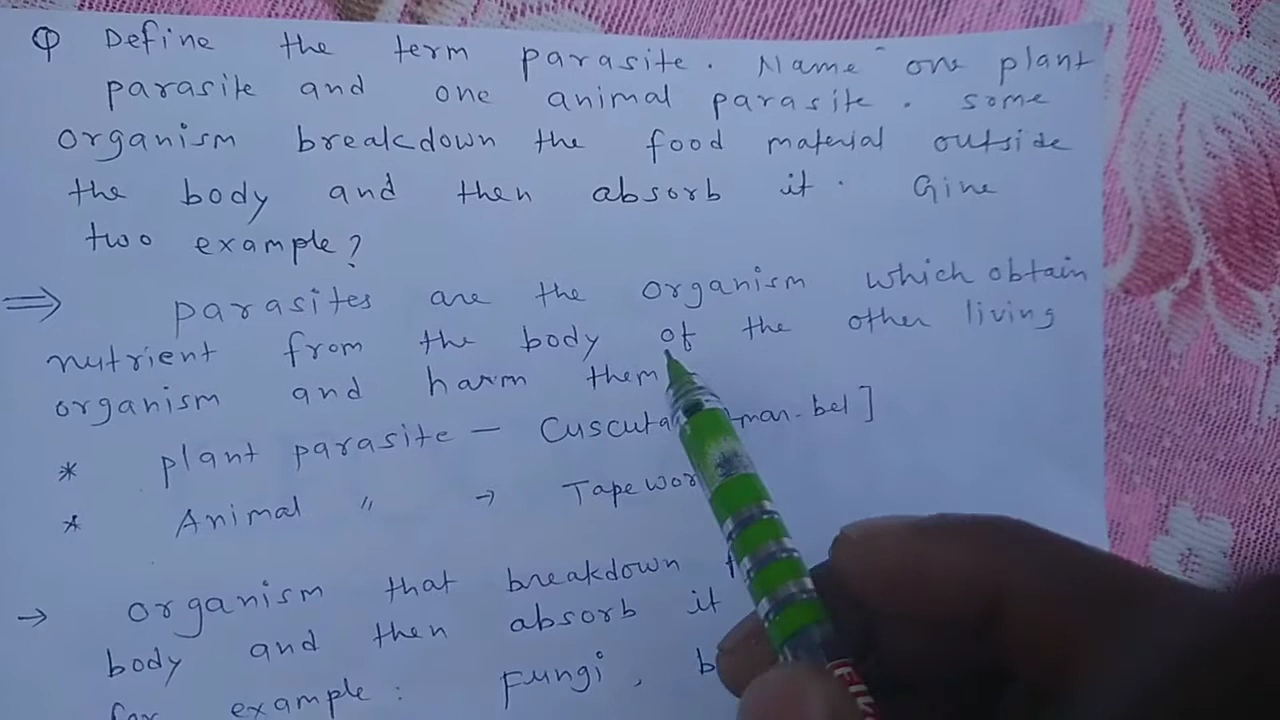 Q Define the term parasite. Name one plant
parasite and one animal parasite. some
organism breakdown the food material outside
the body and then absorb it. Give
two example?
⇒ parasites are the organism which obtain
nutrient from the body of the other living
organism and harm them
* plant parasite - Cuscuta man-bel]
* Animal " → Tapewor
→ organism that breakdown
body and then absorb it
for example: Fungi, b